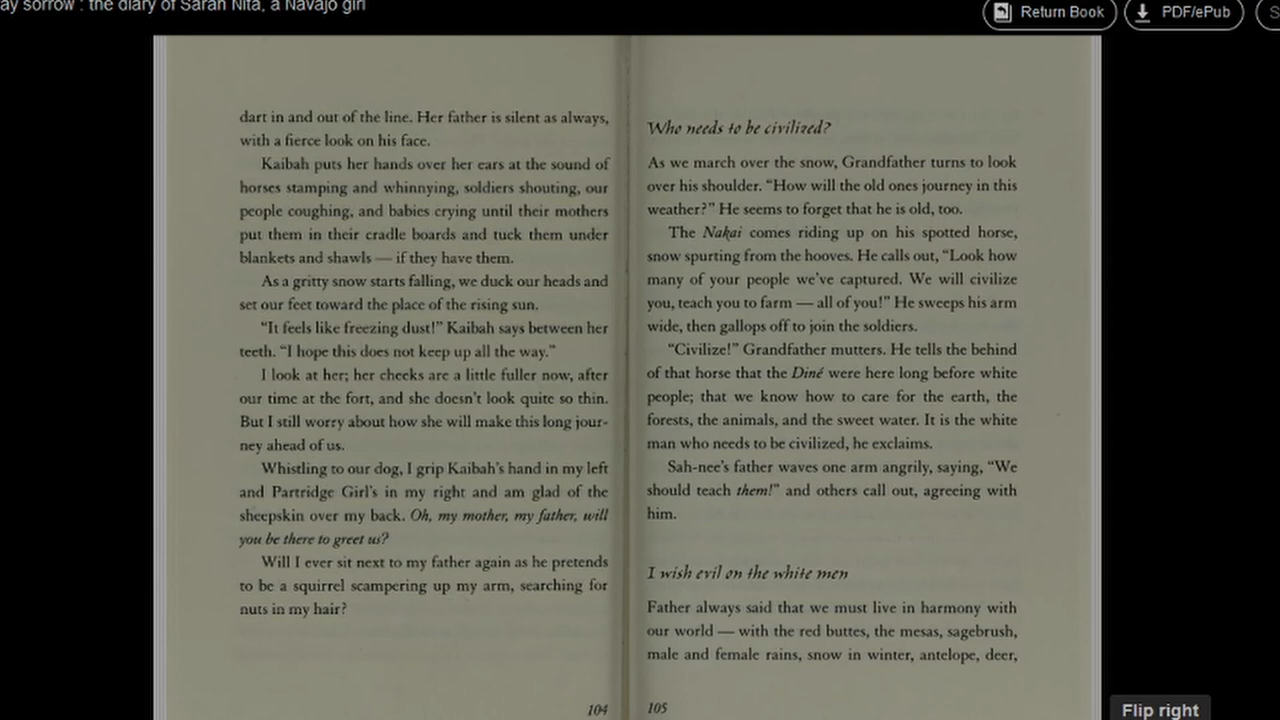 ay sorrow : the diary of Sarah Nita, a Navajo girl
Return Book
PDF/ePub
dart in and out of the line. Her father is silent as always,
with a fierce look on his face.
Kaibah puts her hands over her ears at the sound of
horses stamping and whinnying, soldiers shouting, our
people coughing, and babies crying until their mothers
put them in their cradle boards and tuck them under
blankets and shawls — if they have them.
As a gritty snow starts falling, we duck our heads and
set our feet toward the place of the rising sun.
“It feels like freezing dust!” Kaibah says between her
teeth. “I hope this does not keep up all the way.”
I look at her; her cheeks are a little fuller now, after
our time at the fort, and she doesn’t look quite so thin.
But I still worry about how she will make this long jour-
ney ahead of us.
Whistling to our dog, I grip Kaibah’s hand in my left
and Partridge Girl’s in my right and am glad of the
sheepskin over my back. Oh, my mother, my father, will
you be there to greet us?
Will I ever sit next to my father again as he pretends
to be a squirrel scampering up my arm, searching for
nuts in my hair?
104
Who needs to be civilized?
As we march over the snow, Grandfather turns to look
over his shoulder. “How will the old ones journey in this
weather?” He seems to forget that he is old, too.
The Nakai comes riding up on his spotted horse,
snow spurting from the hooves. He calls out, “Look how
many of your people we’ve captured. We will civilize
you, teach you to farm — all of you!” He sweeps his arm
wide, then gallops off to join the soldiers.
“Civilize!” Grandfather mutters. He tells the behind
of that horse that the Diné were here long before white
people; that we know how to care for the earth, the
forests, the animals, and the sweet water. It is the white
man who needs to be civilized, he exclaims.
Sah-nee’s father waves one arm angrily, saying, “We
should teach them!” and others call out, agreeing with
him.
I wish evil on the white men
Father always said that we must live in harmony with
our world — with the red buttes, the mesas, sagebrush,
male and female rains, snow in winter, antelope, deer,
105
Flip right